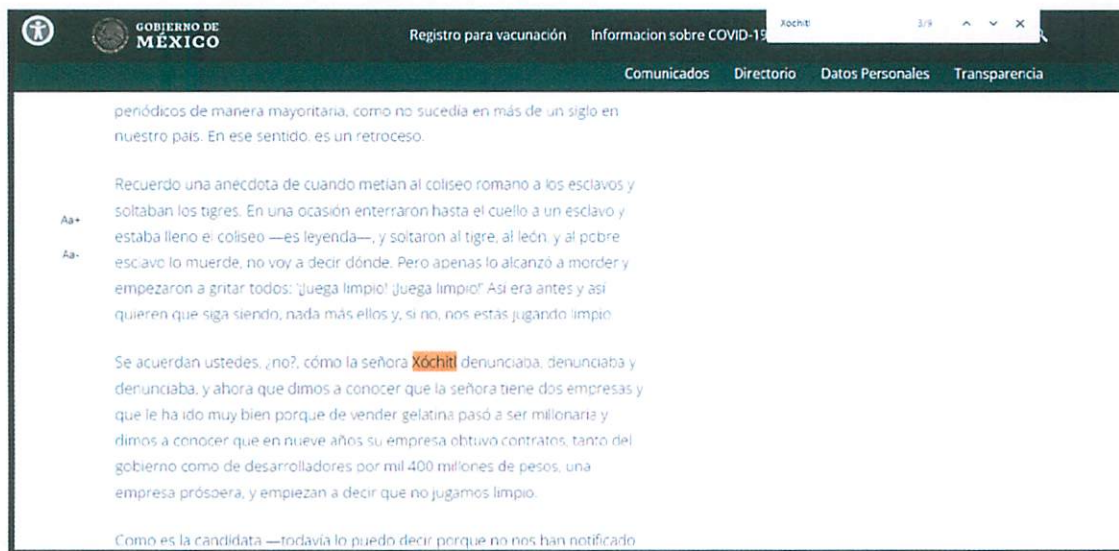 GOBIERNO DE
MÉXICO
Registro para vacunación Informacion sobre COVID-19
Xochitl 3/9
Comunicados Directorio Datos Personales Transparencia
periódicos de manera mayoritaria, como no sucedía en más de un siglo en
nuestro país. En ese sentido, es un retroceso.
Recuerdo una anécdota de cuando metían al coliseo romano a los esclavos y
soltaban los tigres. En una ocasión enterraron hasta el cuello a un esclavo y
estaba lleno el coliseo —es leyenda—, y soltaron al tigre, al león, y al pobre
esclavo lo muerde, no voy a decir dónde. Pero apenas lo alcanzó a morder y
empezaron a gritar todos: '¡Juega limpio! ¡Juega limpio!' Así era antes y así
quieren que siga siendo, nada más ellos y, si no, nos estás jugando limpio.
Aa+
Aa-
Se acuerdan ustedes, ¿no?, cómo la señora Xóchitl denunciaba, denunciaba y
denunciaba, y ahora que dimos a conocer que la señora tiene dos empresas y
que le ha ido muy bien porque de vender gelatina pasó a ser millonaria y
dimos a conocer que en nueve años su empresa obtuvo contratos, tanto del
gobierno como de desarrolladores por mil 400 millones de pesos, una
empresa próspera, y empiezan a decir que no jugamos limpio.
Como es la candidata —todavía lo puedo decir porque no nos han notificado